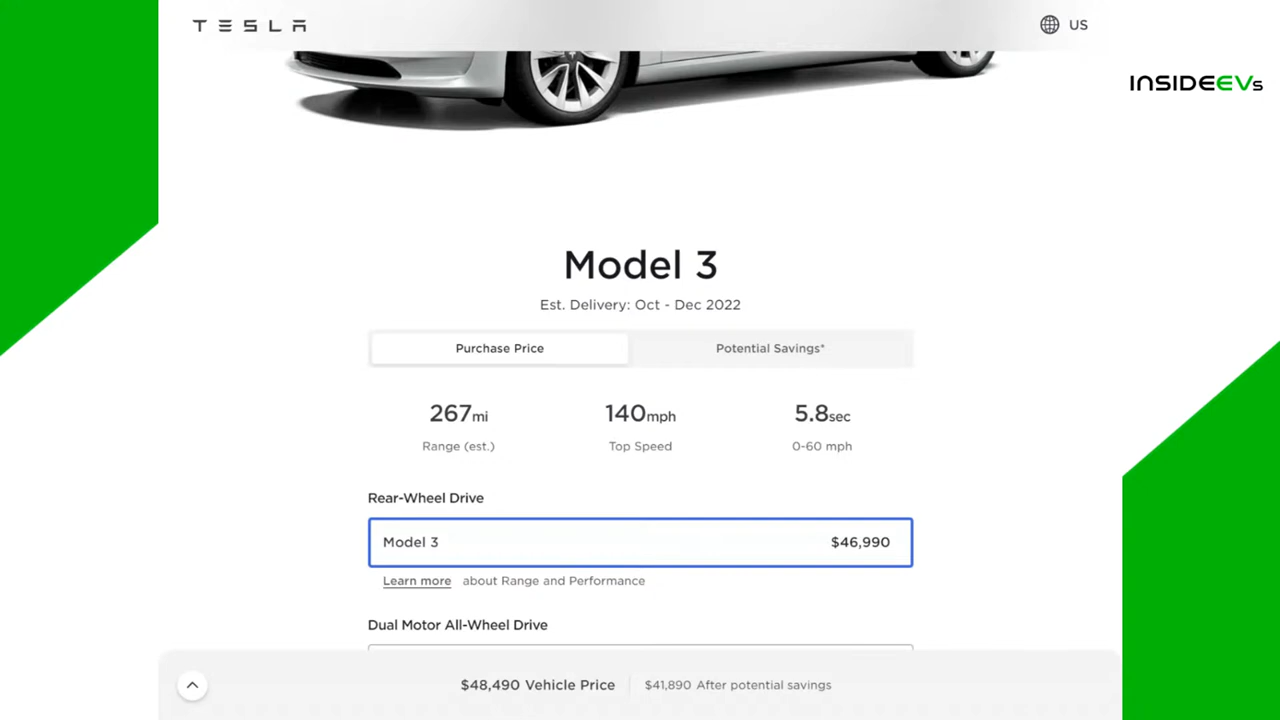 TESLA
US
INSIDEEVs
Model 3
Est. Delivery: Oct - Dec 2022
Purchase Price Potential Savings*
267mi 140mph 5.8sec
Range (est.) Top Speed 0-60 mph
Rear-Wheel Drive
Model 3 $46,990
Learn more about Range and Performance
Dual Motor All-Wheel Drive
$48,490 Vehicle Price $41,890 After potential savings